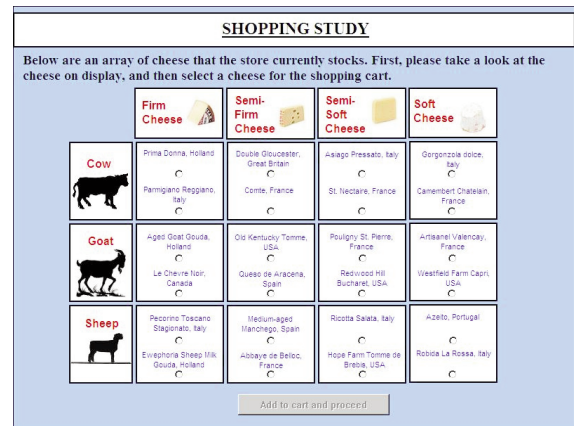 SHOPPING STUDY
Below are an array of cheese that the store currently stocks. First, please take a look at the
cheese on display, and then select a cheese for the shopping cart.
Firm
Cheese
Semi-
Firm
Cheese
Semi-
Soft
Cheese
Soft
Cheese
Cow
Prima Donna, Holland
Parmigiano Reggiano,
Italy
Double Gloucester,
Great Britain
Comte, France
Asiago Pressato, Italy
St. Nectaire, France
Gorgonzola dolce,
Italy
Camembert Chatelain,
France
Goat
Aged Goat Gouda,
Holland
Le Chevre Noir,
Canada
Old Kentucky Tomme,
USA
Queso de Aracena,
Spain
Pouligny St. Pierre,
France
Redwood Hill
Bucharet, USA
Artisanel Valencay,
France
Westfield Farm Capri,
USA
Sheep
Pecorino Toscano
Stagionato, Italy
Ewephoria Sheep Milk
Gouda, Holland
Medium-aged
Manchego, Spain
Abbaye de Belloc,
France
Ricotta Salata, Italy
Hope Farm Tomme de
Brebis, USA
Azeito, Portugal
Robida La Rossa, Italy
Add to cart and proceed